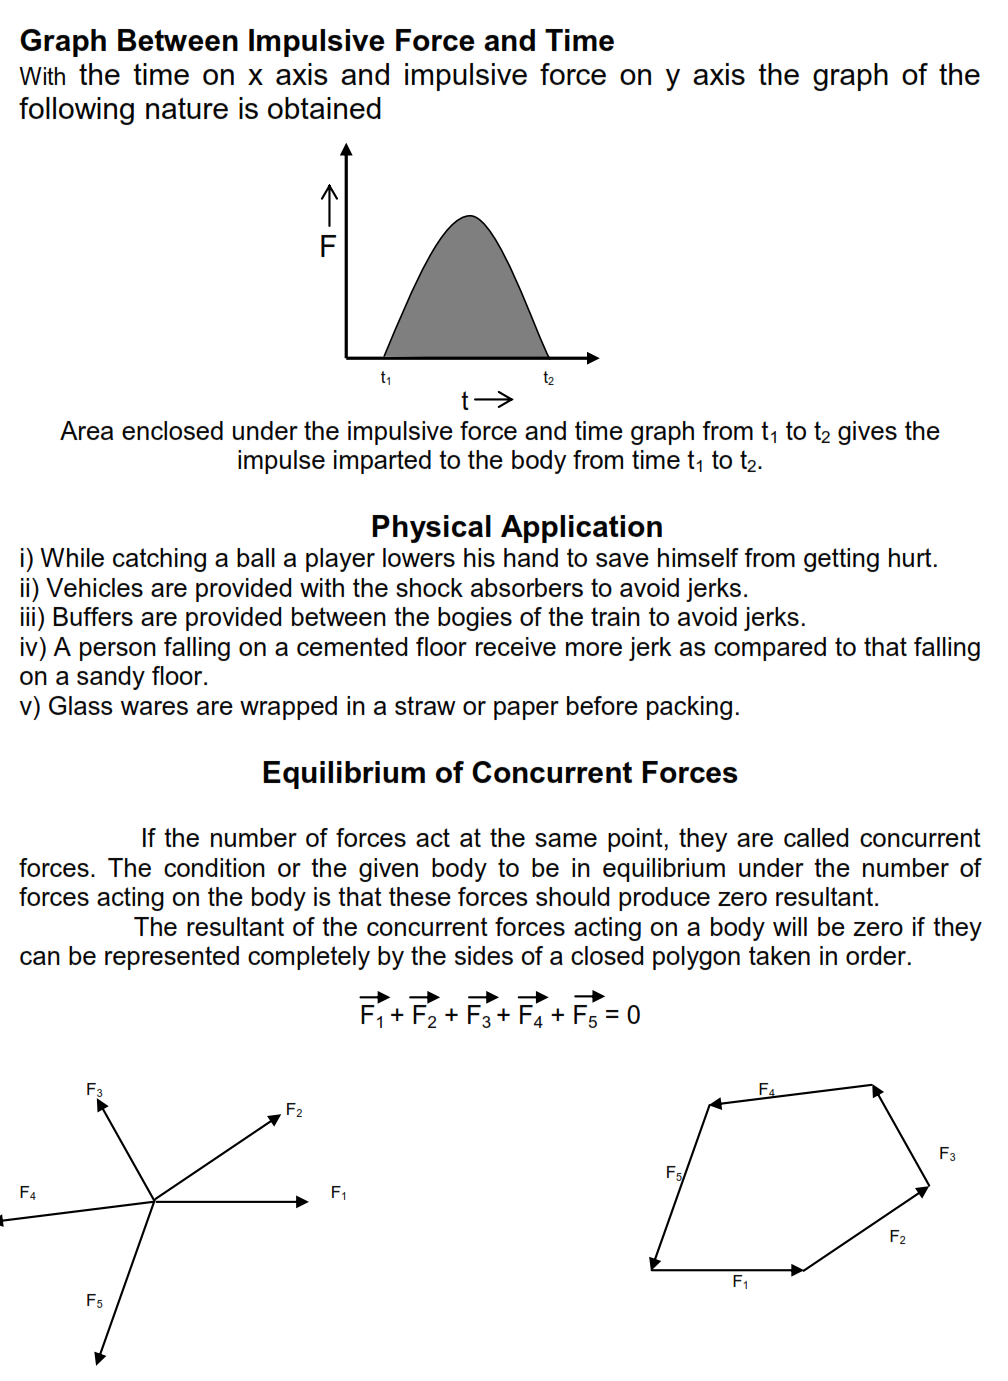 Graph Between Impulsive Force and Time
With the time on x axis and impulsive force on y axis the graph of the
following nature is obtained
F
t₁ t₂
t
Area enclosed under the impulsive force and time graph from t₁ to t₂ gives the
impulse imparted to the body from time t₁ to t₂.
Physical Application
i) While catching a ball a player lowers his hand to save himself from getting hurt.
ii) Vehicles are provided with the shock absorbers to avoid jerks.
iii) Buffers are provided between the bogies of the train to avoid jerks.
iv) A person falling on a cemented floor receive more jerk as compared to that falling
on a sandy floor.
v) Glass wares are wrapped in a straw or paper before packing.
Equilibrium of Concurrent Forces
If the number of forces act at the same point, they are called concurrent
forces. The condition or the given body to be in equilibrium under the number of
forces acting on the body is that these forces should produce zero resultant.
The resultant of the concurrent forces acting on a body will be zero if they
can be represented completely by the sides of a closed polygon taken in order.
F₁ + F₂ + F₃ + F₄ + F₅ = 0
F₃
F₂
F₄
F₁
F₅
F₄
F₃
F₅
F₂
F₁